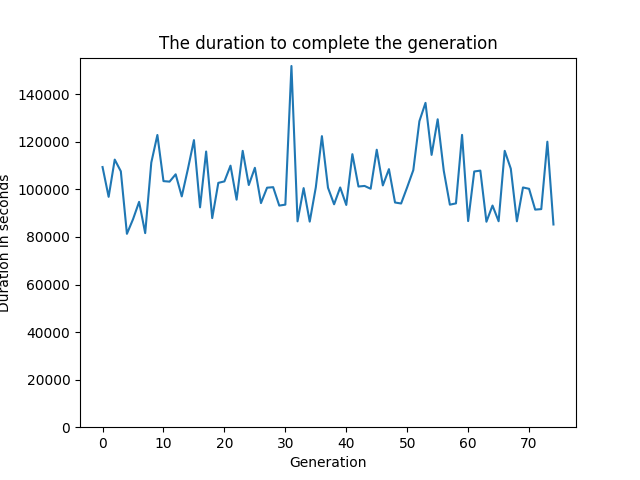 The duration to complete the generation
140000
120000
100000
80000
60000
40000
20000
0
Duration in seconds
0 10 20 30 40 50 60 70
Generation